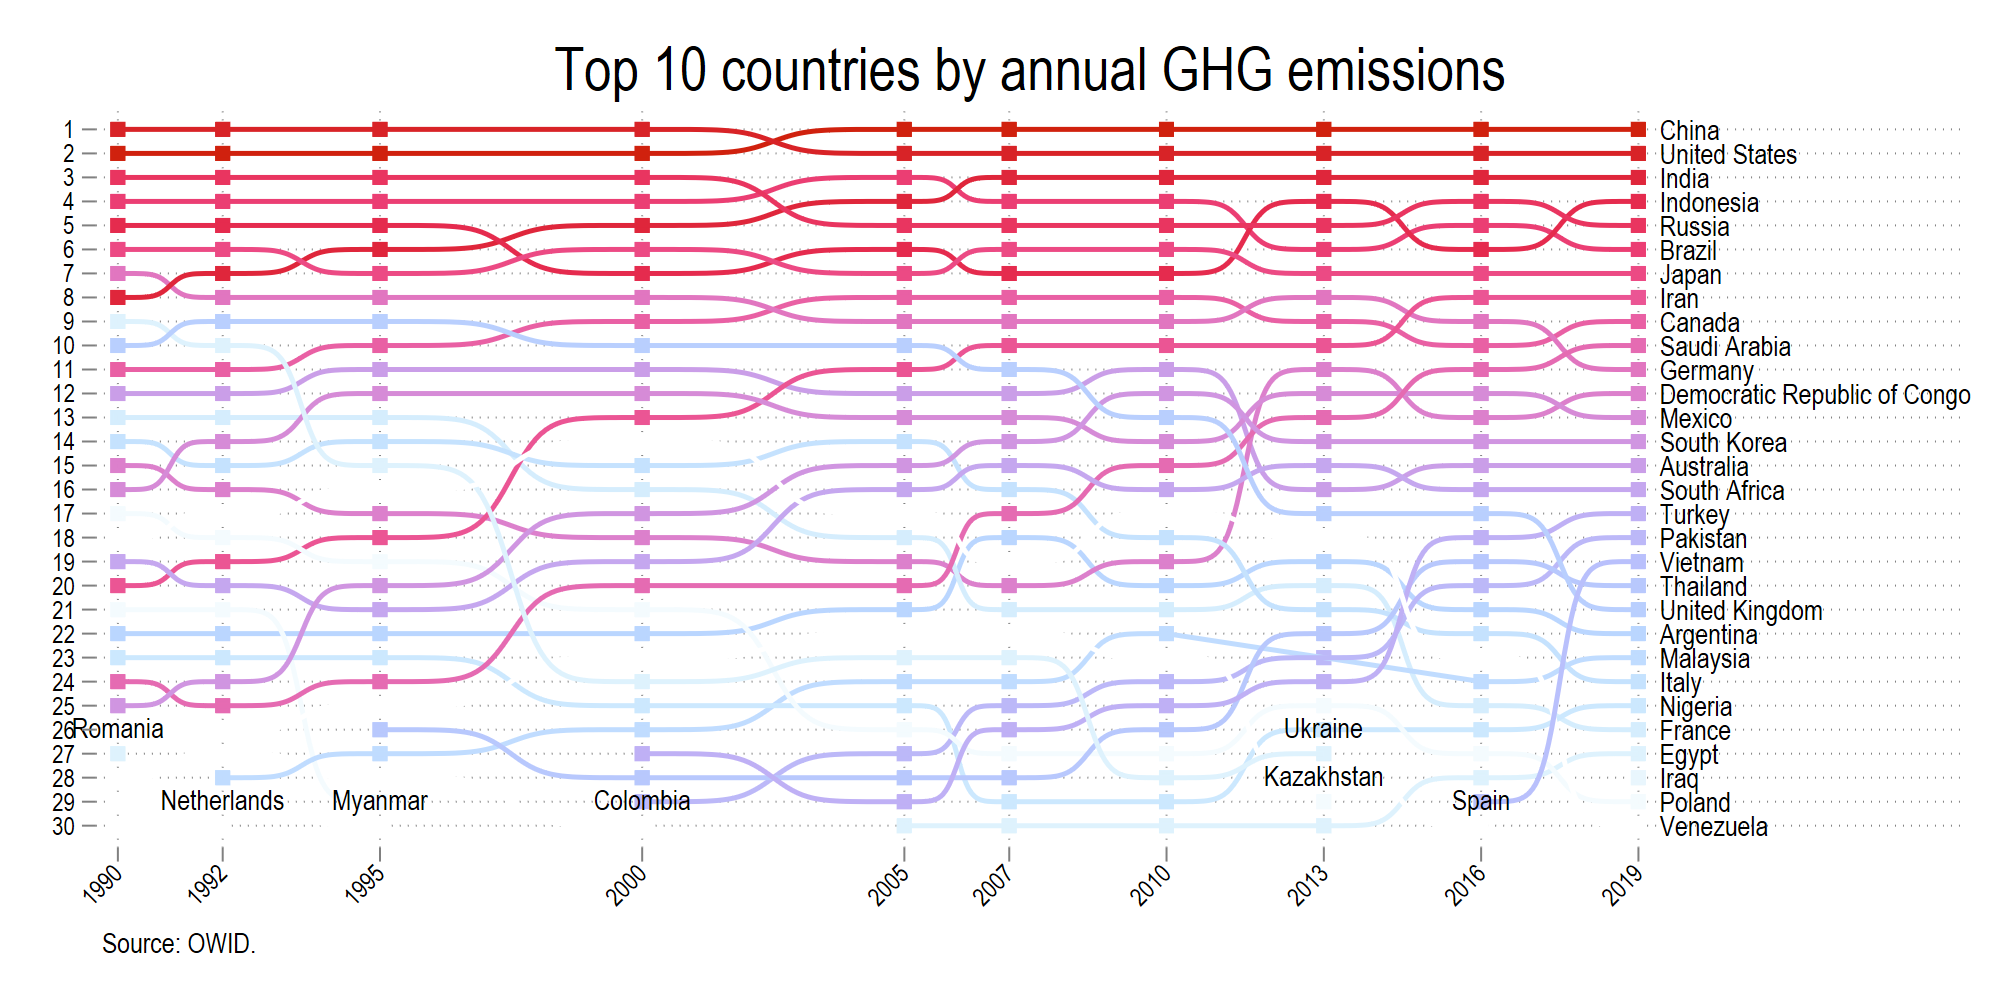 Top 10 countries by annual GHG emissions
1 China
2 United States
3 India
4 Indonesia
5 Russia
6 Brazil
7 Japan
8 Iran
9 Canada
10 Saudi Arabia
11 Germany
12 Democratic Republic of Congo
13 Mexico
14 South Korea
15 Australia
16 South Africa
17 Turkey
18 Pakistan
19 Vietnam
20 Thailand
21 United Kingdom
22 Argentina
23 Malaysia
24 Italy
25 Nigeria
26 Romania Ukraine France
27 Egypt
28 Kazakhstan Iraq
29 Netherlands Myanmar Colombia Spain Poland
30 Venezuela
1990 1992 1995 2000 2005 2007 2010 2013 2016 2019
Source: OWID.